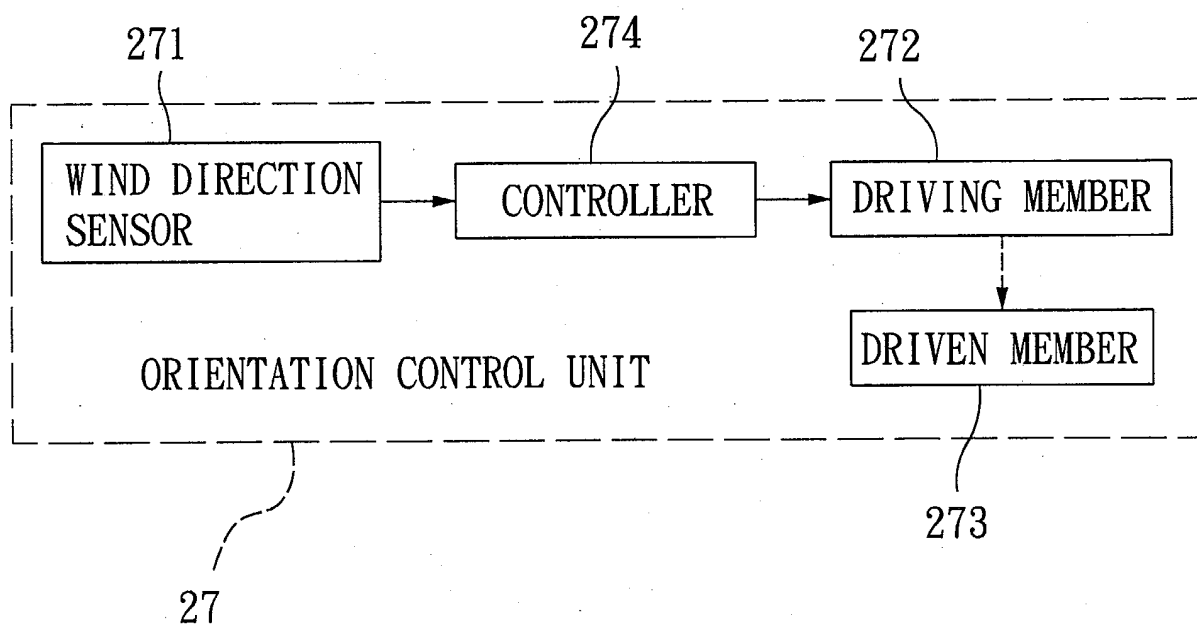 271
274
272
WIND DIRECTION
SENSOR
CONTROLLER
DRIVING MEMBER
DRIVEN MEMBER
ORIENTATION CONTROL UNIT
273
27